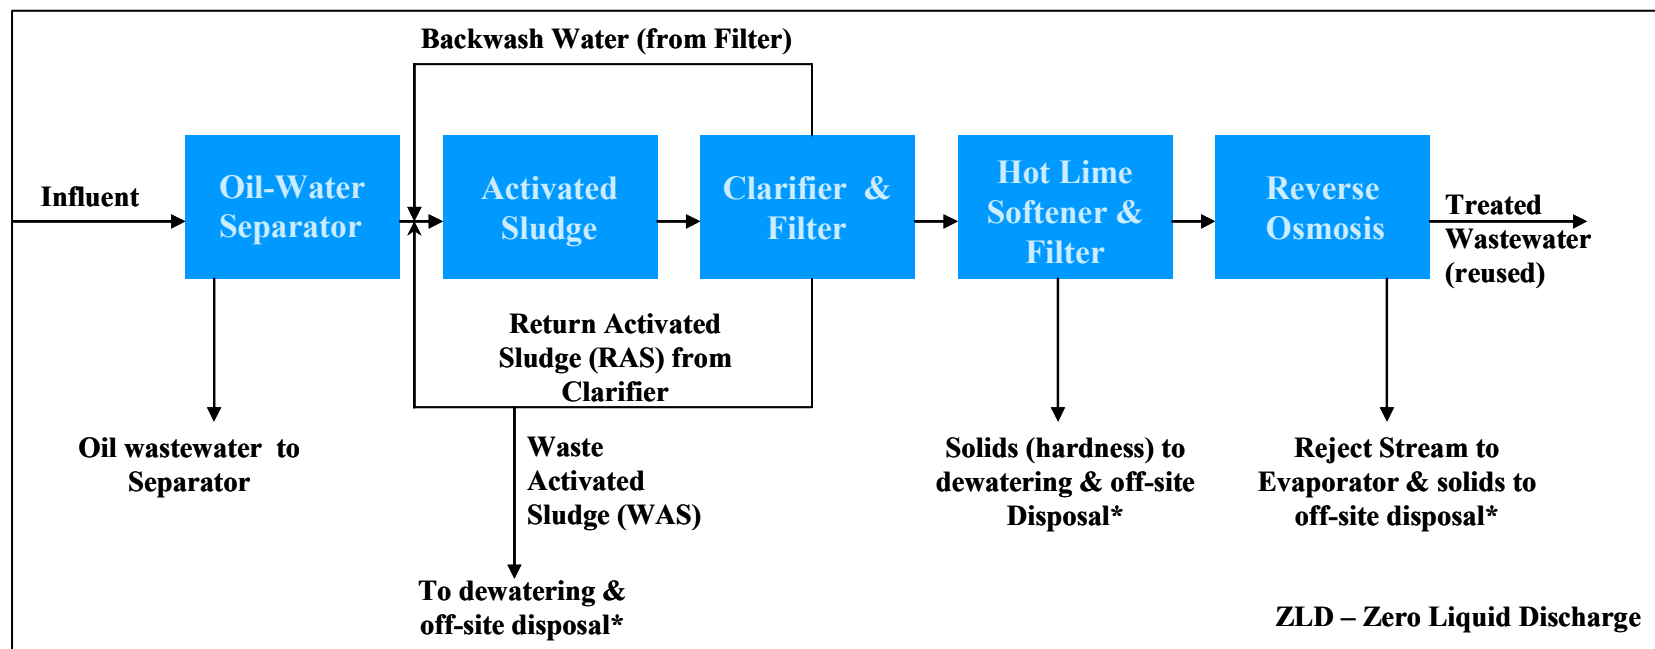 Backwash Water (from Filter)
Influent
Oil-Water
Separator
Activated
Sludge
Clarifier & 
Filter
Hot Lime
Softener &
Filter
Reverse
Osmosis
Treated
Wastewater
(reused)
Return Activated
Sludge (RAS) from
Clarifier
Oil wastewater to
Separator
Waste
Activated
Sludge (WAS)
Solids (hardness) to
dewatering & off-site
Disposal*
Reject Stream to
Evaporator & solids to
off-site disposal*
To dewatering &
off-site disposal*
ZLD – Zero Liquid Discharge